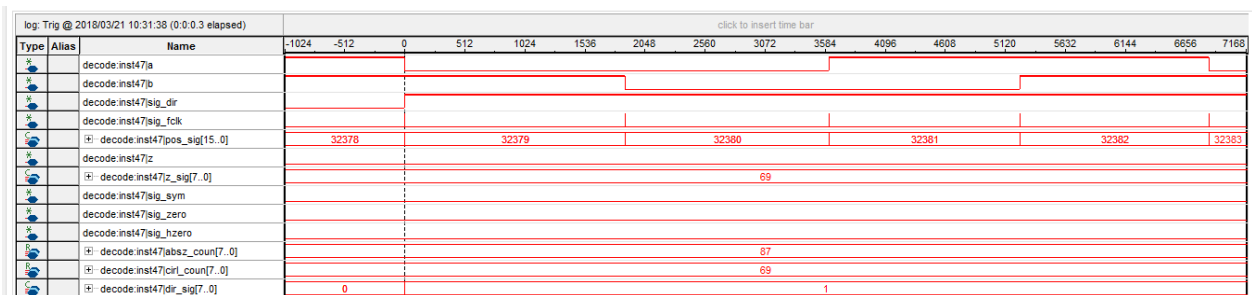 log: Trig @ 2018/03/21 10:31:38 (0:0:0.3 elapsed) click to insert time bar
Type Alias Name -1024 -512 0 512 1024 1536 2048 2560 3072 3584 4096 4608 5120 5632 6144 6656 7168
decode:inst47|a
decode:inst47|b
decode:inst47|sig_dir
decode:inst47|sig_fclk
decode:inst47|pos_sig[15..0] 32378 32379 32380 32381 32382 32383
decode:inst47|z
decode:inst47|z_sig[7..0] 69
decode:inst47|sig_sym
decode:inst47|sig_zero
decode:inst47|sig_hzero
decode:inst47|absz_coun[7..0] 87
decode:inst47|cirl_coun[7..0] 69
decode:inst47|dir_sig[7..0] 0 1